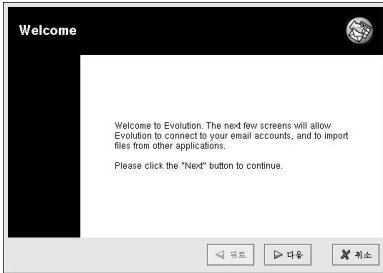 Welcome
Welcome to Evolution. The next few screens will allow
Evolution to connect to your email accounts, and to import
files from other applications.
Please click the "Next" button to continue.
뒤로
다음
취소